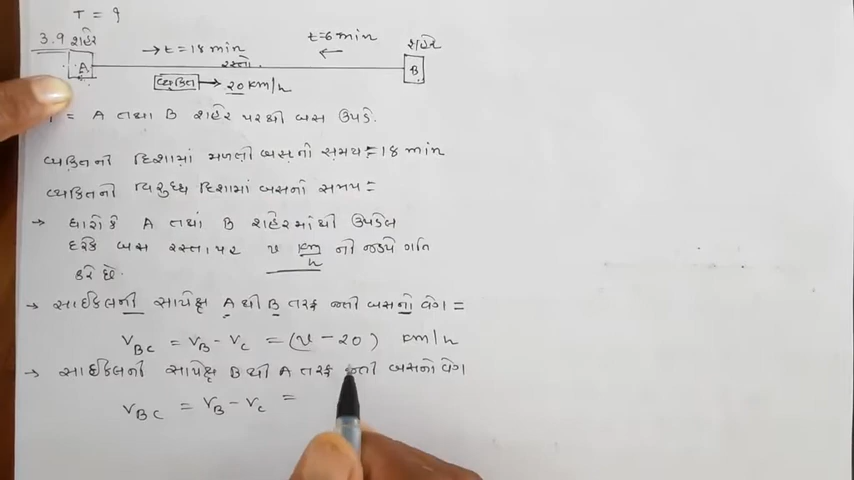 T = ?
3.9 શહેર → t = 18 min t=6 min ← શહેર
A રસ્તો B
વ્યકિત → 20 km/h
T = A તથા B શહેર પરથી બસ ઉપડે.
વ્યકિતની દિશામાં મળતી બસનો સમય = 18 min
વ્યકિતની વિરુધ્ધ દિશામાં બસનો સમય =
→ ધારો કે A તથા B શહેરમાંથી ઉપડેલ
દરેક બસ રસ્તા પર v km/h ની ઝડપે ગતિ
કરે છે.
→ સાઈકલની સાપેક્ષે A થી B તરફ જતી બસનો વેગ =
V_BC = V_B - V_C = (v - 20) km/h
→ સાઈકલની સાપેક્ષે B થી A તરફ જતી બસનો વેગ
V_BC = V_B - V_C =